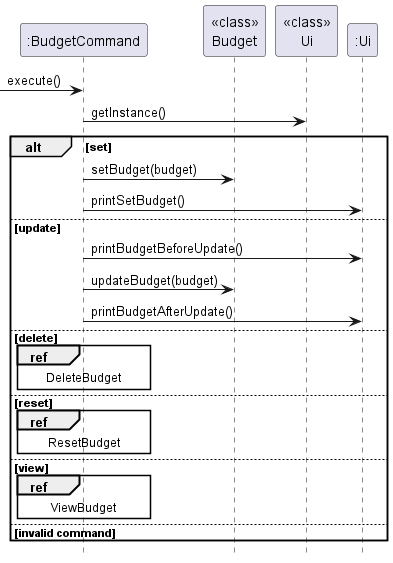 :BudgetCommand
«class»
Budget
«class»
Ui
:Ui
execute()
getInstance()
alt
[set]
setBudget(budget)
printSetBudget()
[update]
printBudgetBeforeUpdate()
updateBudget(budget)
printBudgetAfterUpdate()
[delete]
ref
DeleteBudget
[reset]
ref
ResetBudget
[view]
ref
ViewBudget
[invalid command]